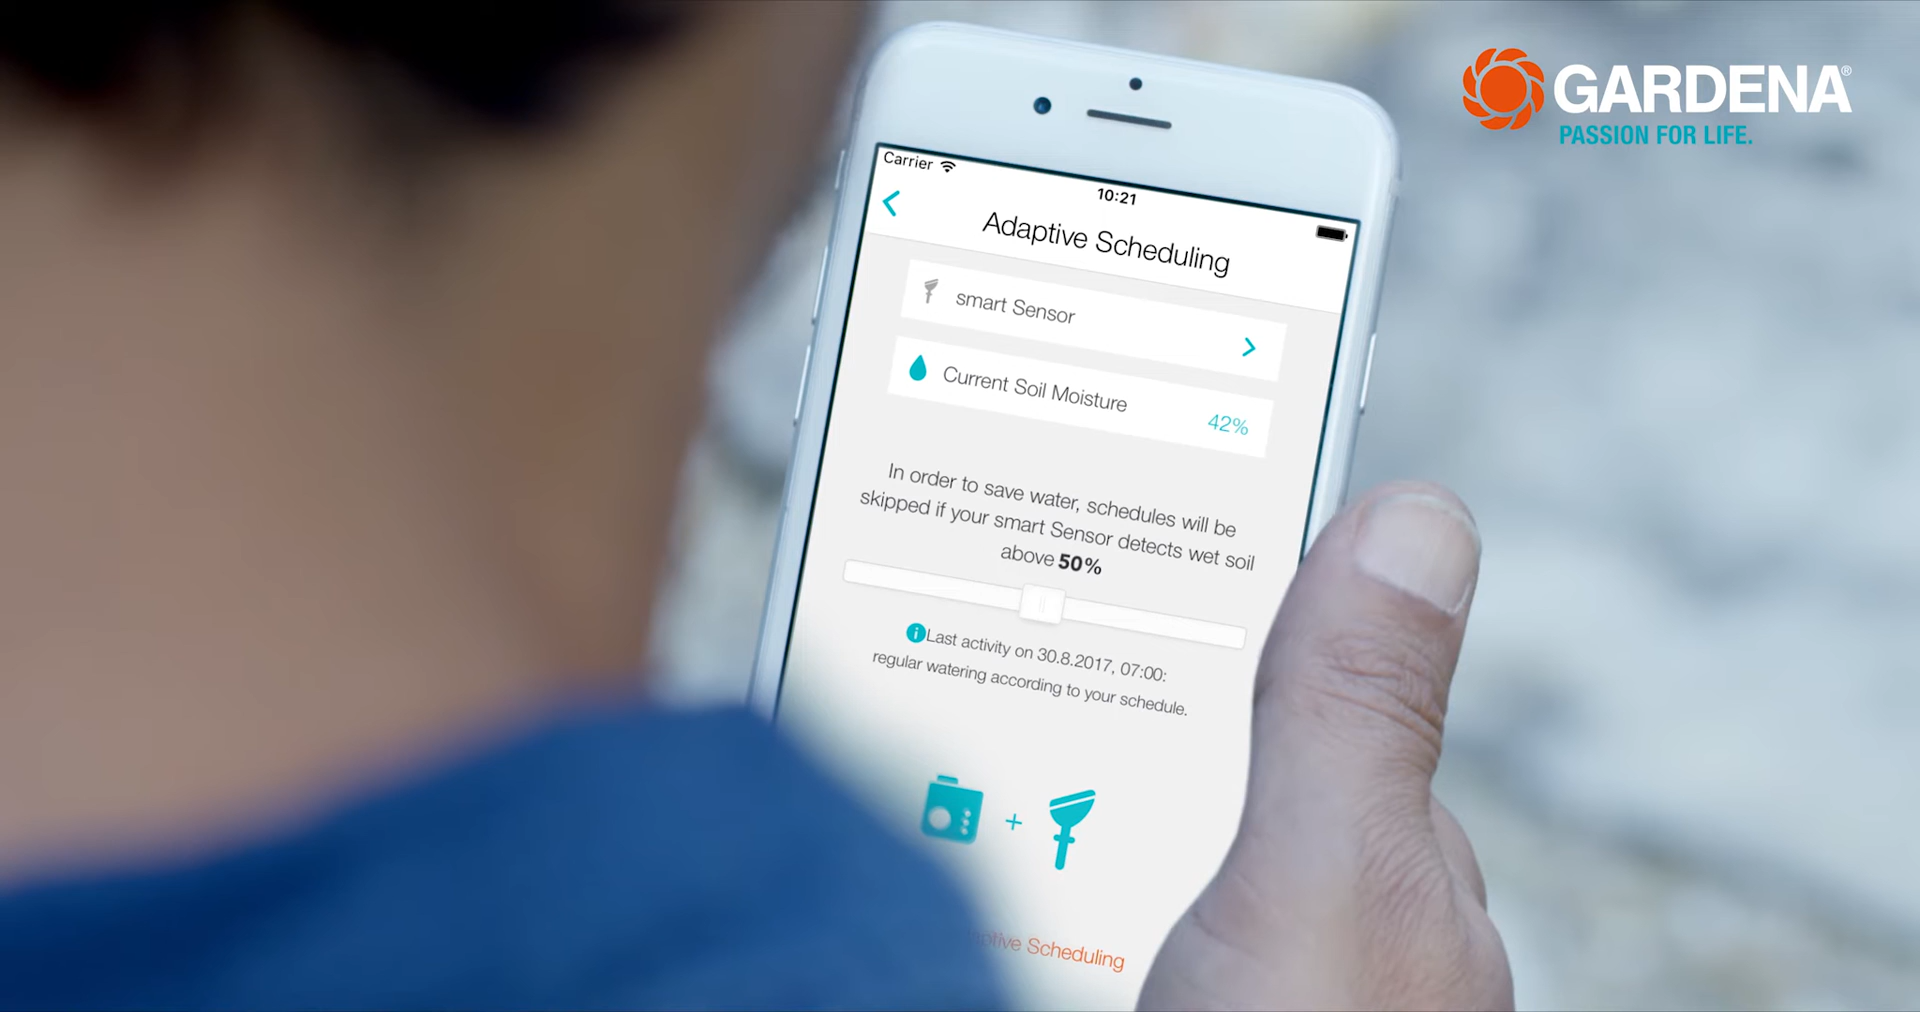 GARDENA®
PASSION FOR LIFE.
Carrier
10:21
Adaptive Scheduling
smart Sensor
Current Soil Moisture
42%
In order to save water, schedules will be
skipped if your smart Sensor detects wet soil
above 50%
Last activity on 30.8.2017, 07:00:
regular watering according to your schedule.
Scheduling